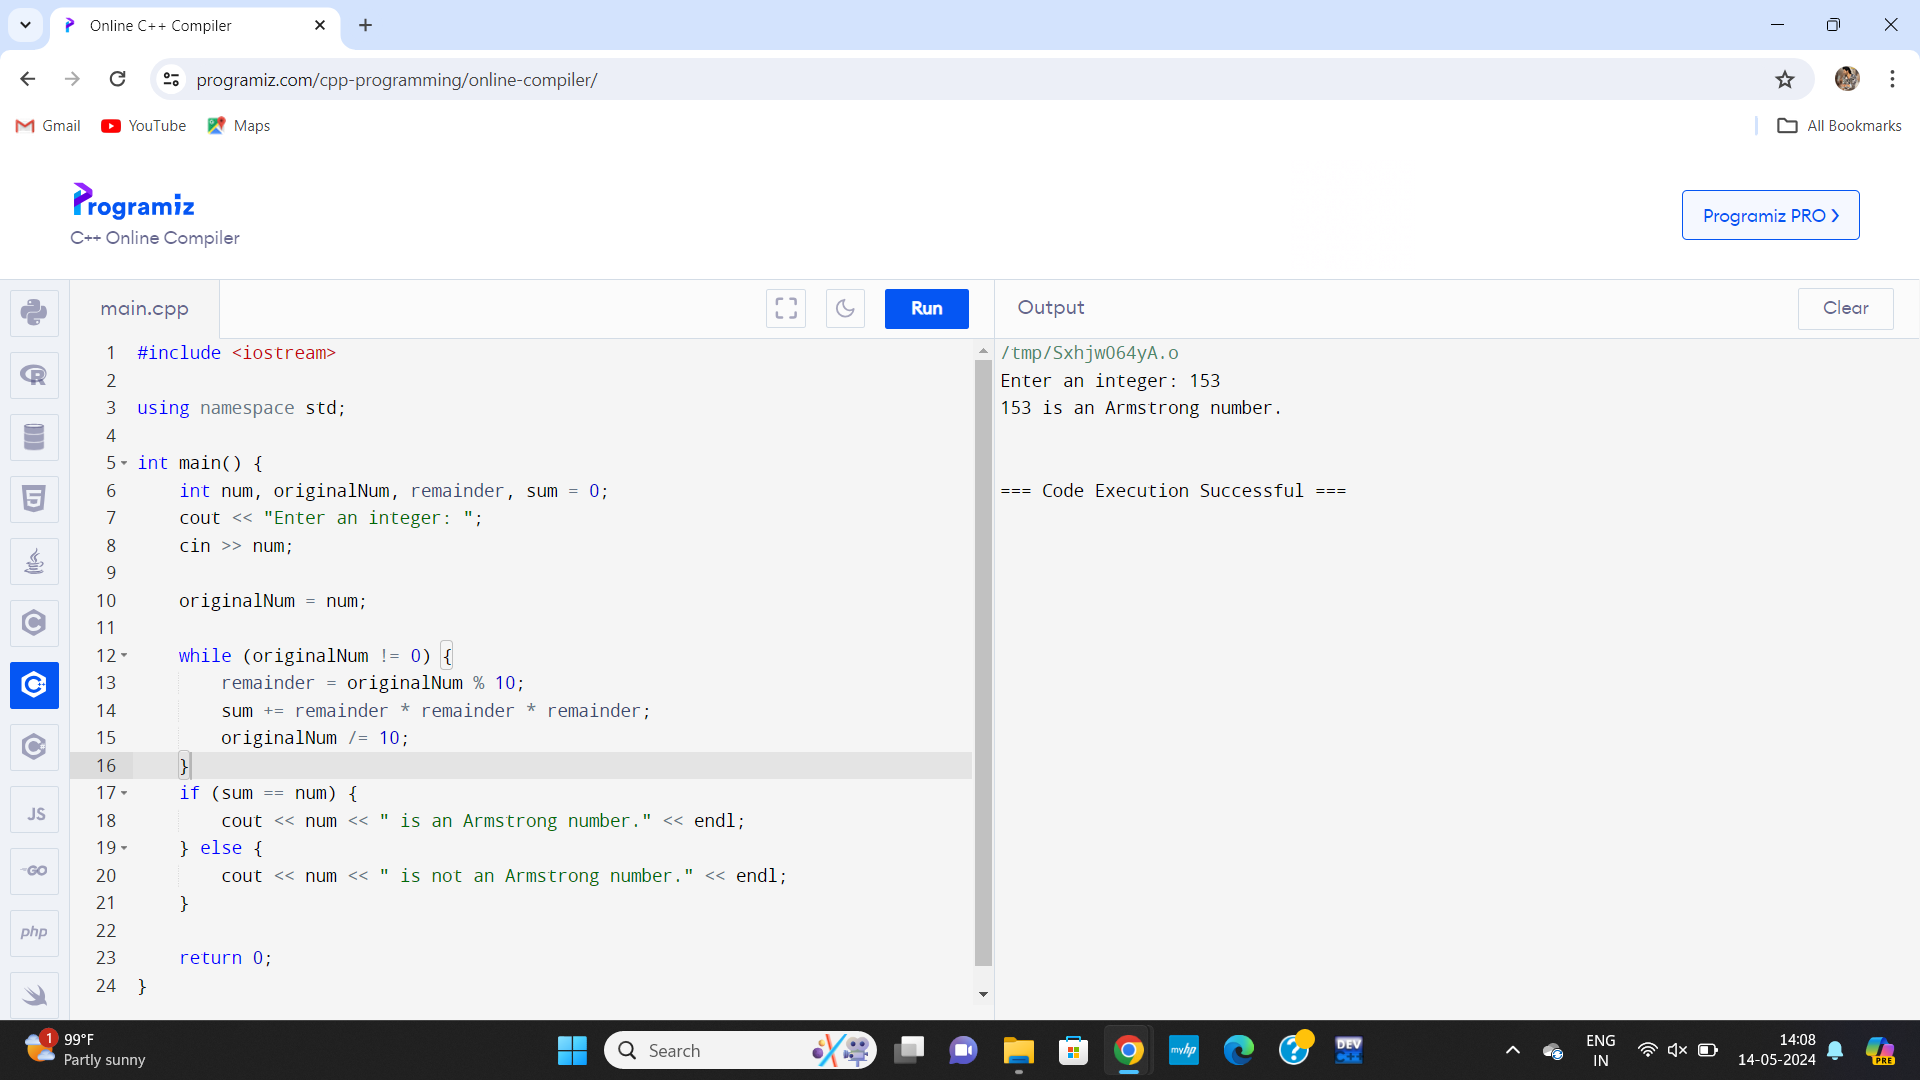 Online C++ Compiler
programiz.com/cpp-programming/online-compiler/
Gmail YouTube Maps All Bookmarks
Programiz
C++ Online Compiler
Programiz PRO
main.cpp Run Output Clear
1 #include <iostream>
2
3 using namespace std;
4
5 int main() {
6 int num, originalNum, remainder, sum = 0;
7 cout << "Enter an integer: ";
8 cin >> num;
9
10 originalNum = num;
11
12 while (originalNum != 0) {
13 remainder = originalNum % 10;
14 sum += remainder * remainder * remainder;
15 originalNum /= 10;
16 }
17 if (sum == num) {
18 cout << num << " is an Armstrong number." << endl;
19 } else {
20 cout << num << " is not an Armstrong number." << endl;
21 }
22
23 return 0;
24 }
/tmp/SxhjwO64yA.o
Enter an integer: 153
153 is an Armstrong number.
=== Code Execution Successful ===
R
5
C
C++
C#
JS
GO
php
1
99°F
Partly sunny
Search
myhp
?
DEV
C++
ENG
IN
14:08
14-05-2024
PRE